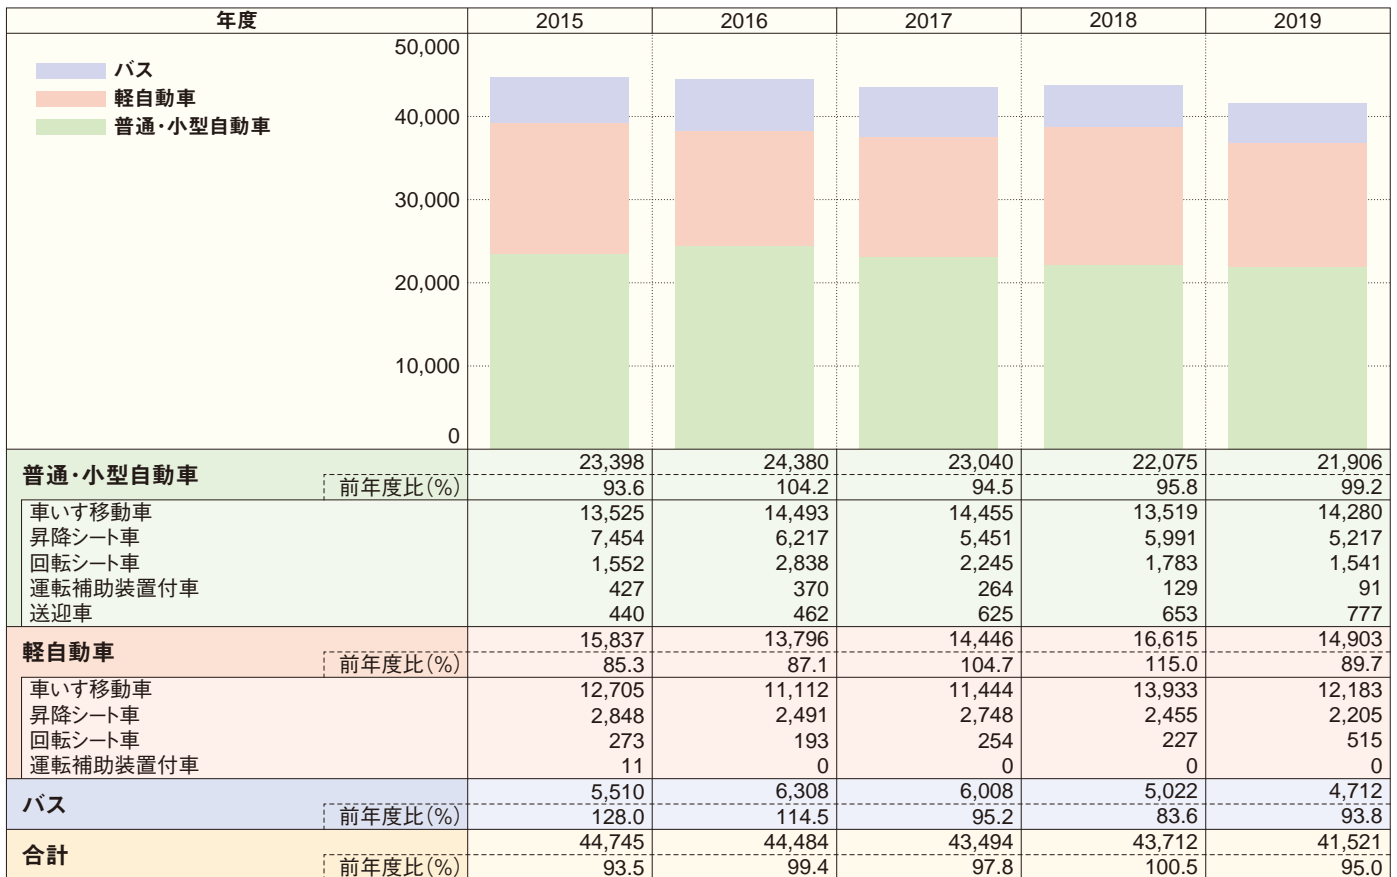 年度 2015 2016 2017 2018 2019
50,000
バス
軽自動車
普通・小型自動車
40,000
30,000
20,000
10,000
0
普通・小型自動車 23,398 24,380 23,040 22,075 21,906
前年度比(%) 93.6 104.2 94.5 95.8 99.2
車いす移動車 13,525 14,493 14,455 13,519 14,280
昇降シート車 7,454 6,217 5,451 5,991 5,217
回転シート車 1,552 2,838 2,245 1,783 1,541
運転補助装置付車 427 370 264 129 91
送迎車 440 462 625 653 777
軽自動車 15,837 13,796 14,446 16,615 14,903
前年度比(%) 85.3 87.1 104.7 115.0 89.7
車いす移動車 12,705 11,112 11,444 13,933 12,183
昇降シート車 2,848 2,491 2,748 2,455 2,205
回転シート車 273 193 254 227 515
運転補助装置付車 11 0 0 0 0
バス 5,510 6,308 6,008 5,022 4,712
前年度比(%) 128.0 114.5 95.2 83.6 93.8
合計 44,745 44,484 43,494 43,712 41,521
前年度比(%) 93.5 99.4 97.8 100.5 95.0